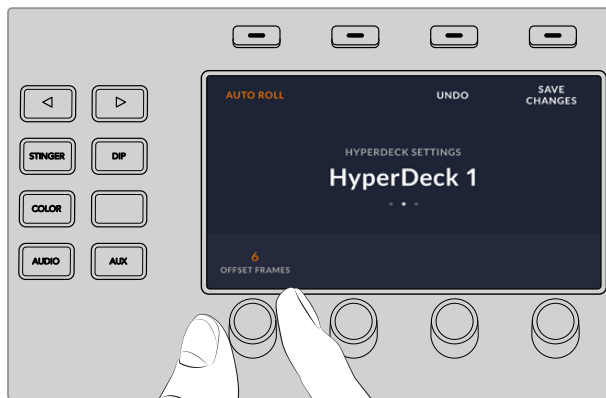 AUTO ROLL
UNDO
SAVE
CHANGES
STINGER
DIP
HYPERDECK SETTINGS
HyperDeck 1
COLOR
AUDIO
AUX
6
OFFSET FRAMES